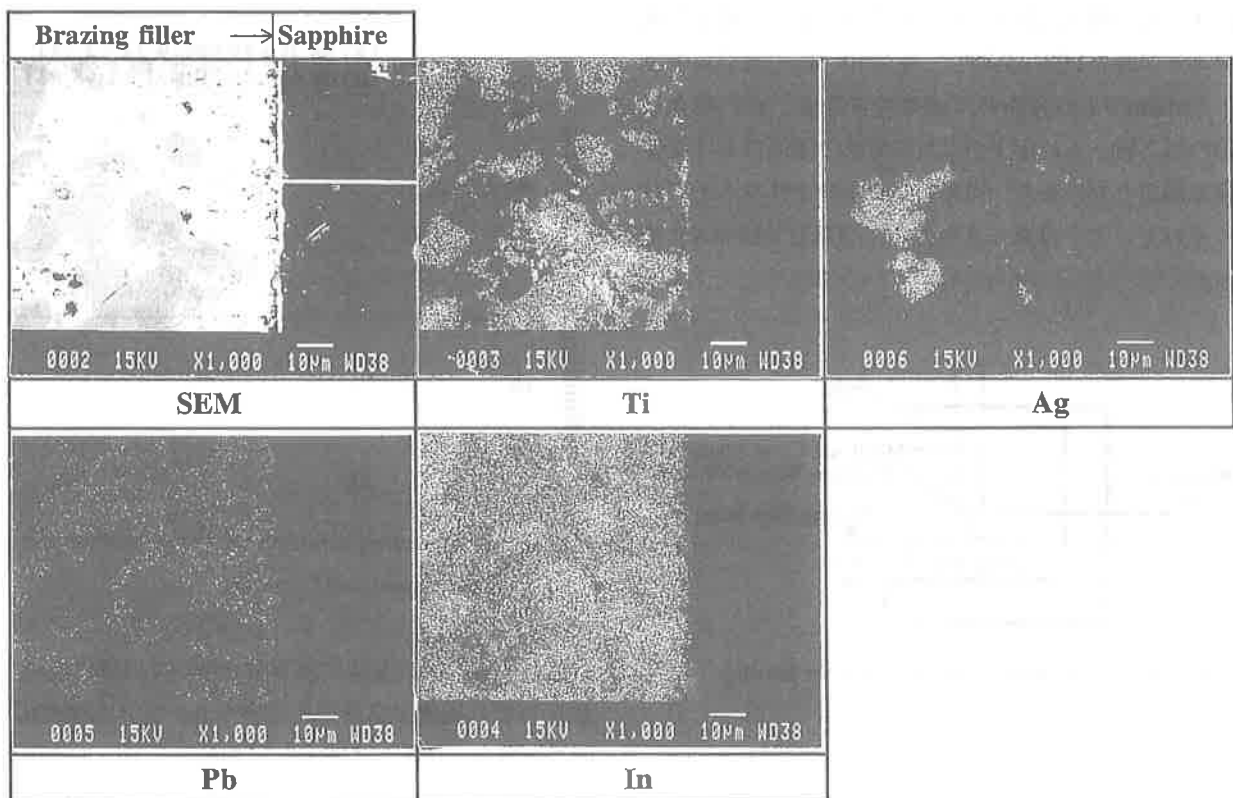 Brazing filler → Sapphire
0002 15KV X1,000 10µm WD38
0003 15KV X1,000 10µm WD38
0006 15KV X1,000 10µm WD38
SEM
Ti
Ag
0005 15KV X1,000 10µm WD38
0004 15KV X1,000 10µm WD38
Pb
In